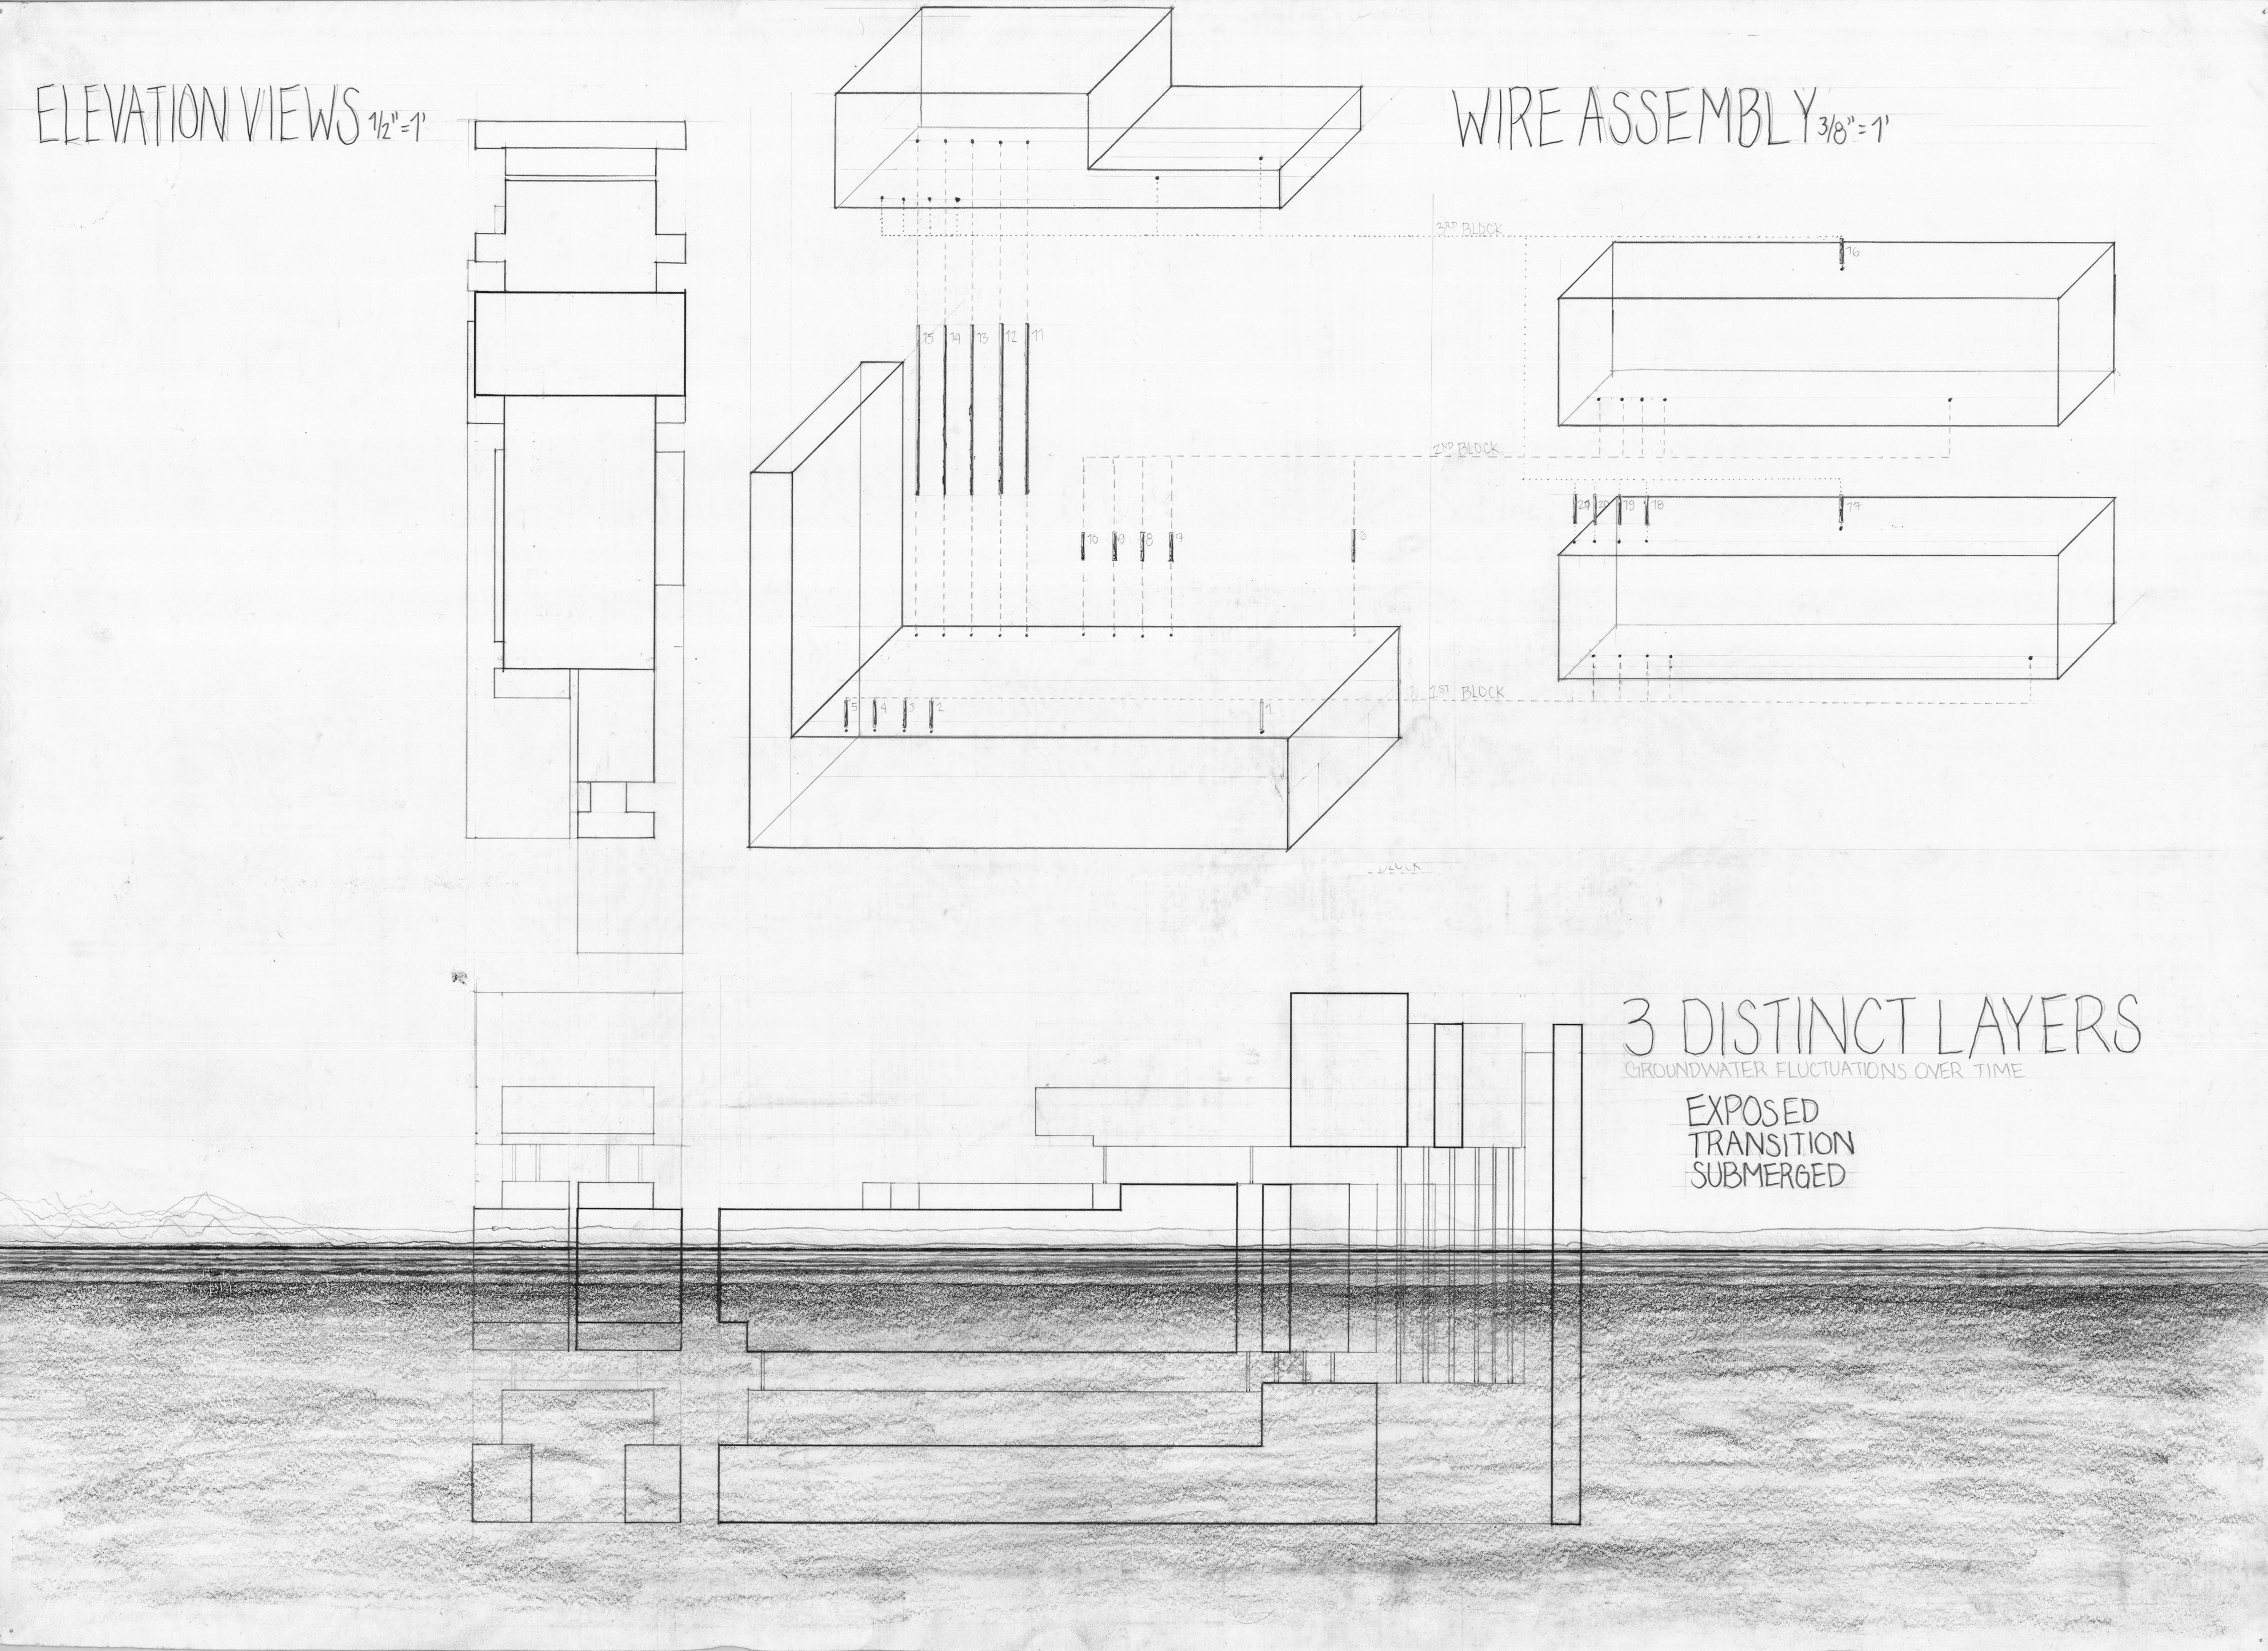 ELEVATION VIEWS 1/2"=1'
WIRE ASSEMBLY 3/8"=1'
3RD BLOCK
16
15 14 13 12 11
2ND BLOCK
20 19 18
17
10 9 8 7 6
1ST BLOCK
5 4 3 2
1
3 DISTINCT LAYERS
GROUNDWATER FLUCTUATIONS OVER TIME
EXPOSED
TRANSITION
SUBMERGED